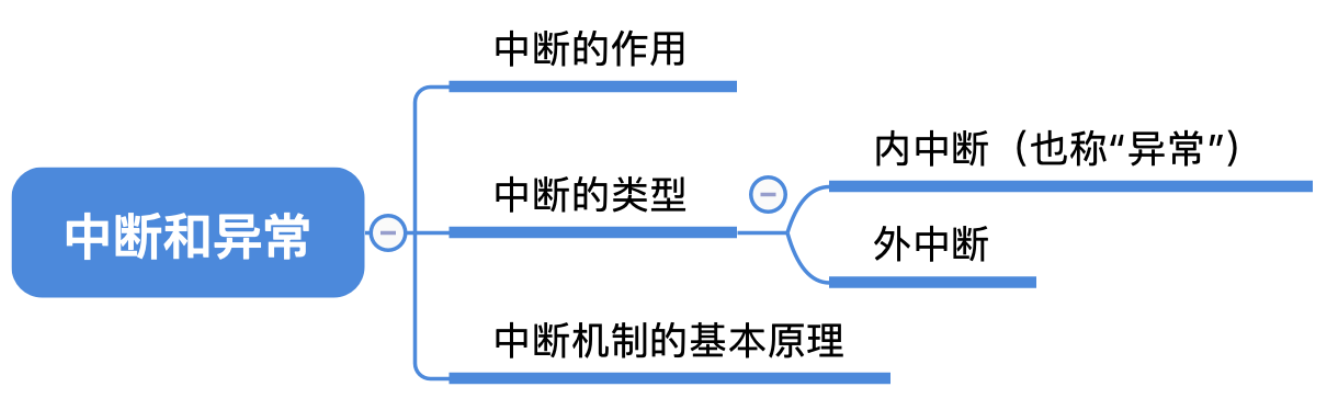 中断和异常
中断的作用
中断的类型
内中断（也称“异常”）
外中断
中断机制的基本原理